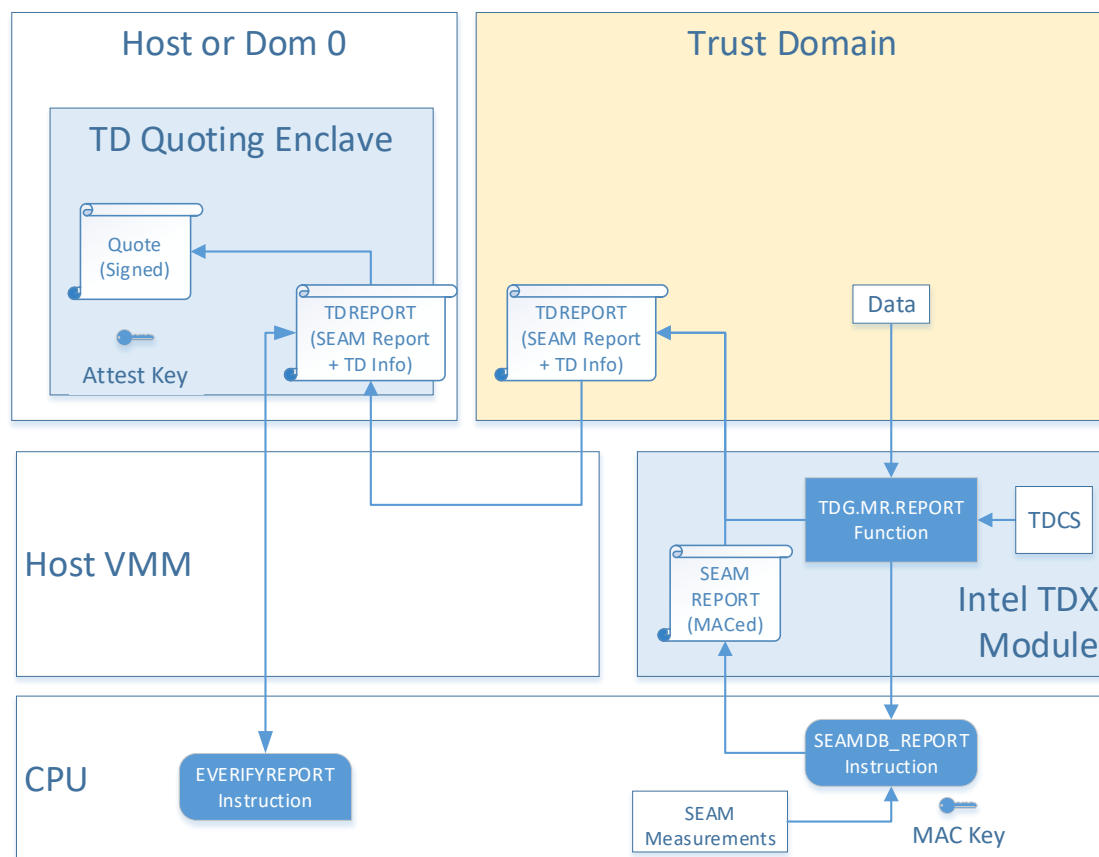 Host or Dom 0
Trust Domain
TD Quoting Enclave
Quote
(Signed)
Attest Key
TDREPORT
(SEAM Report
+ TD Info)
TDREPORT
(SEAM Report
+ TD Info)
Data
Host VMM
TDG.MR.REPORT
Function
TDCS
SEAM
REPORT
(MACed)
Intel TDX
Module
CPU
EVERIFYREPORT
Instruction
SEAMDB_REPORT
Instruction
SEAM
Measurements
MAC Key